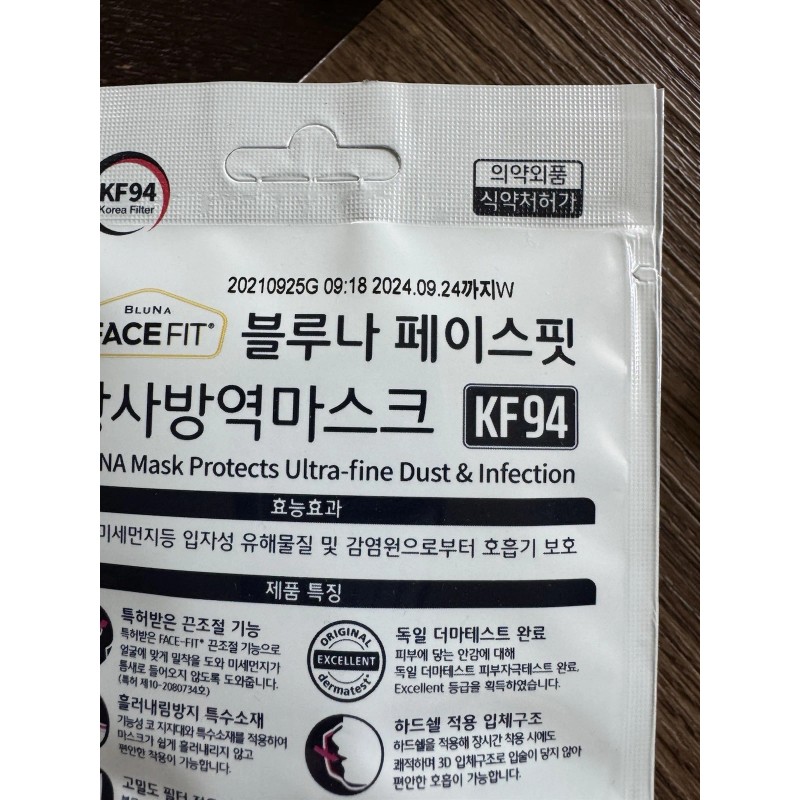 KF94
Korea Filter
의약외품
식약처허가
20210925G 09:18 2024.09.24까지W
BLUNA
FACE FIT®
블루나 페이스핏
사방역마스크 KF94
NA Mask Protects Ultra-fine Dust & Infection
효능효과
미세먼지등 입자성 유해물질 및 감염원으로부터 호흡기 보호
제품 특징
특허받은 끈조절 기능
특허받은 FACE-FIT® 끈조절 기능으로
얼굴에 맞게 밀착을 도와 미세먼지가
틈새로 들어오지 않도록 도와줍니다.
(특허 제10-2080734호)
ORIGINAL
EXCELLENT
dermatest®
독일 더마테스트 완료
피부에 닿는 안감에 대해
독일 더마테스트 피부자극테스트 완료,
Excellent 등급을 획득하였습니다.
흘러내림방지 특수소재
기능성 코 지지대와 특수소재를 적용하여
마스크가 쉽게 흘러내리지 않고
편안한 착용이 가능합니다.
하드쉘 적용 입체구조
하드쉘을 적용해 장시간 착용 시에도
쾌적하며 3D 입체구조로 입술이 닿지 않아
편안한 호흡이 가능합니다.
고밀도 필터